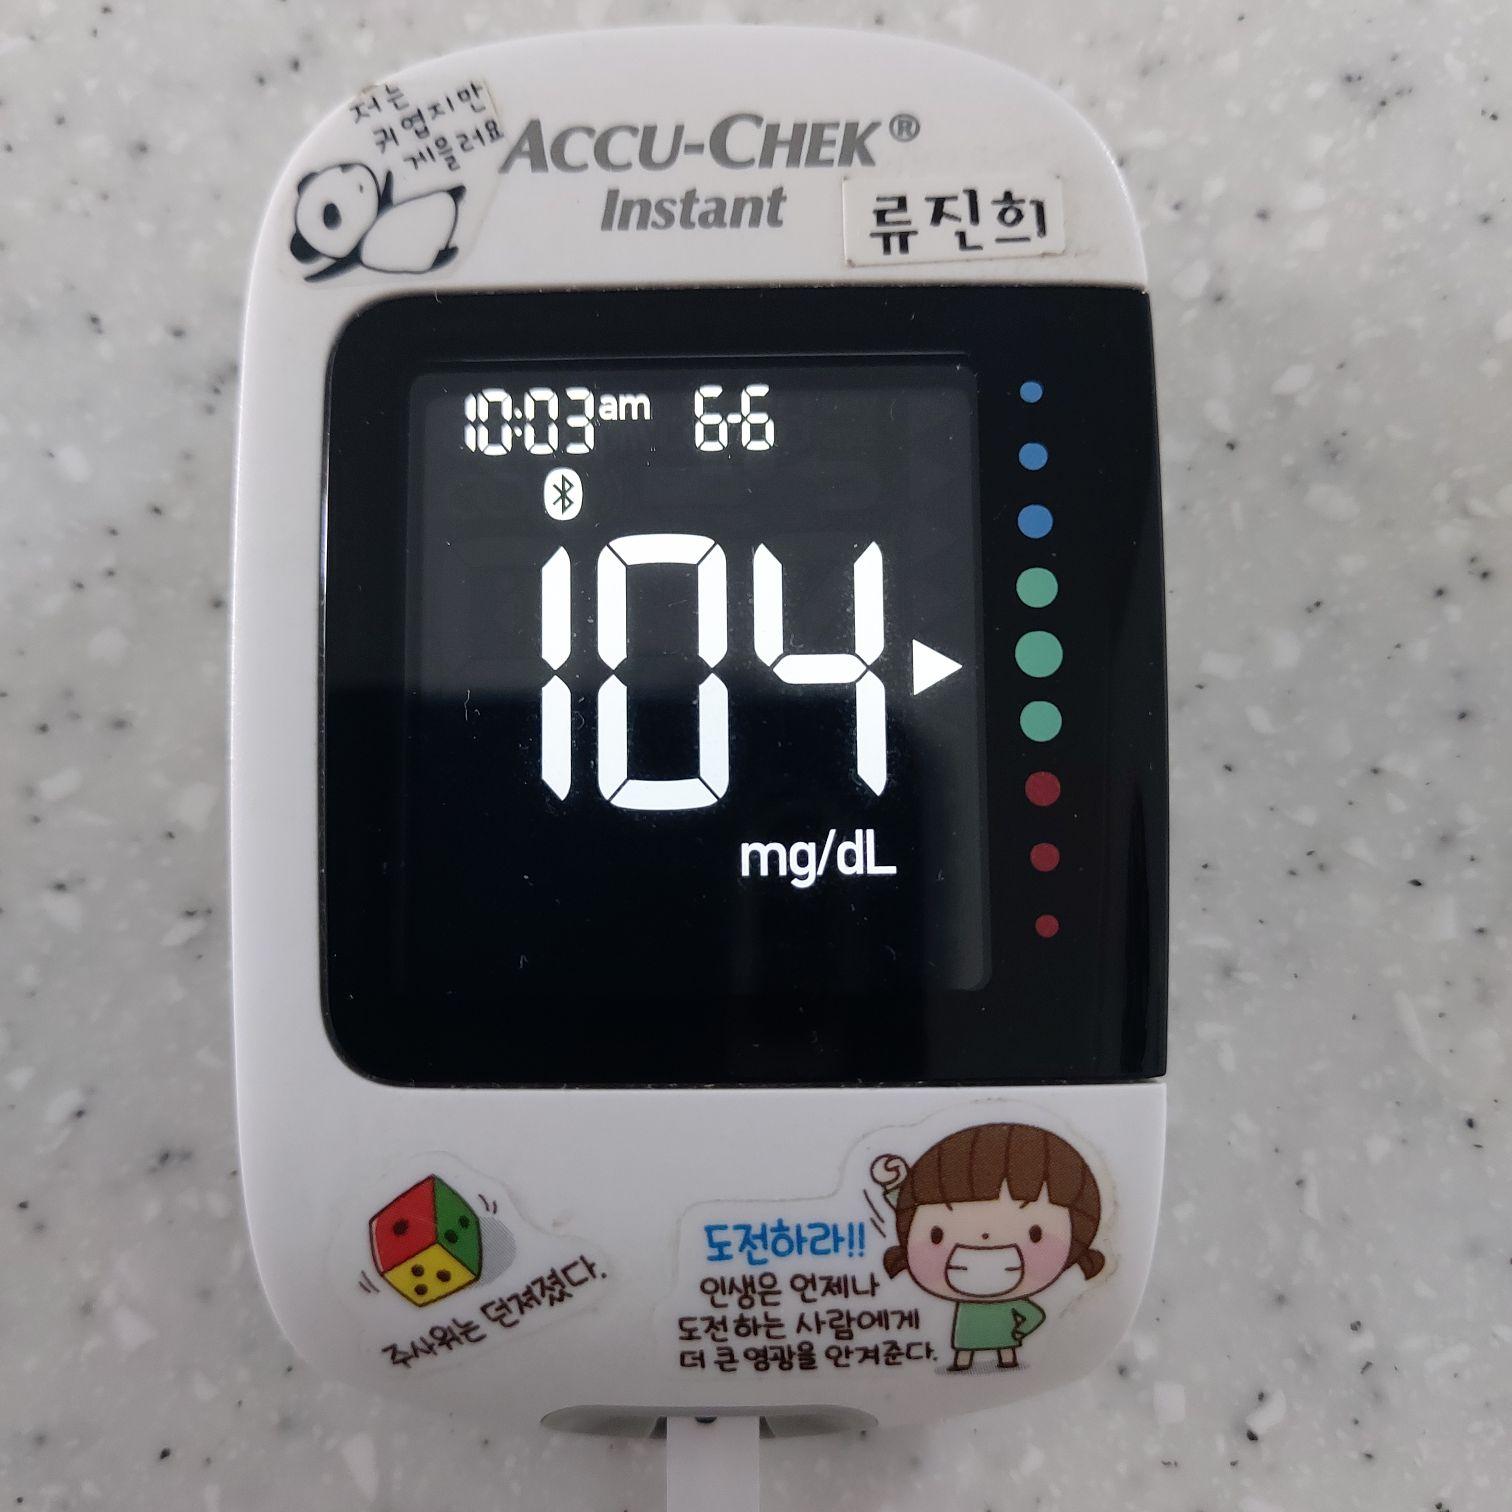 저는
귀엽지만
게을러요
ACCU-CHEK®
Instant
류진희
10:03am 6-6
104
mg/dL
주사위는 던져졌다.
도전하라!!
인생은 언제나
도전하는 사람에게
더 큰 영광을 안겨준다.